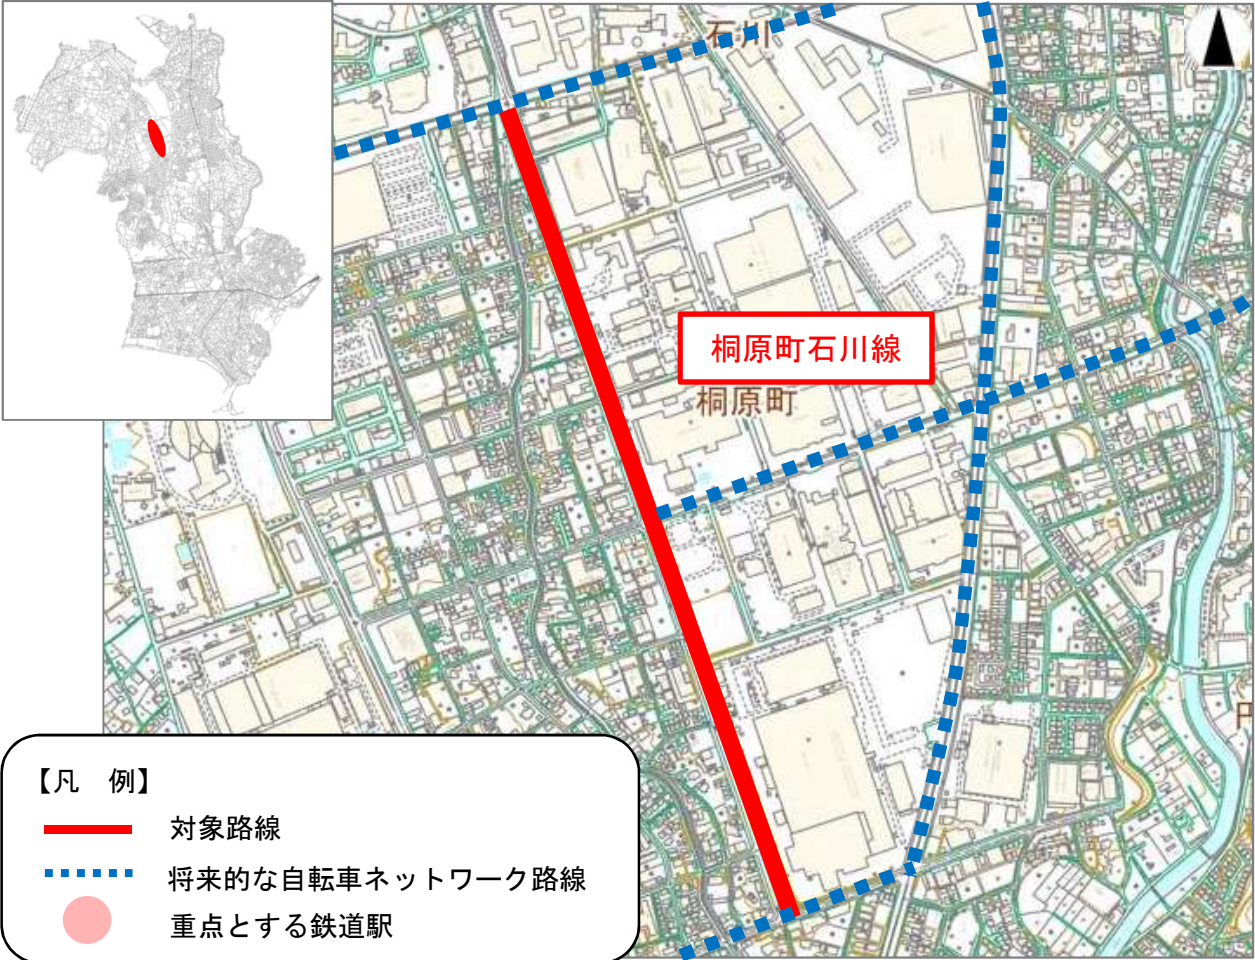 石川
桐原町石川線
桐原町
【凡　例】
対象路線
将来的な自転車ネットワーク路線
重点とする鉄道駅